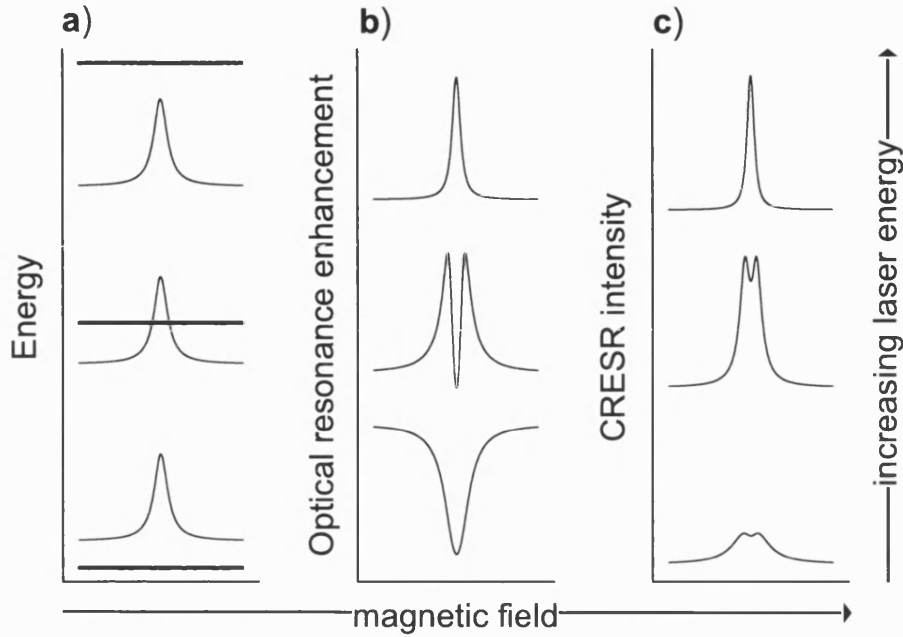 a)
b)
c)
Energy
Optical resonance enhancement
CRESR intensity
increasing laser energy
magnetic field